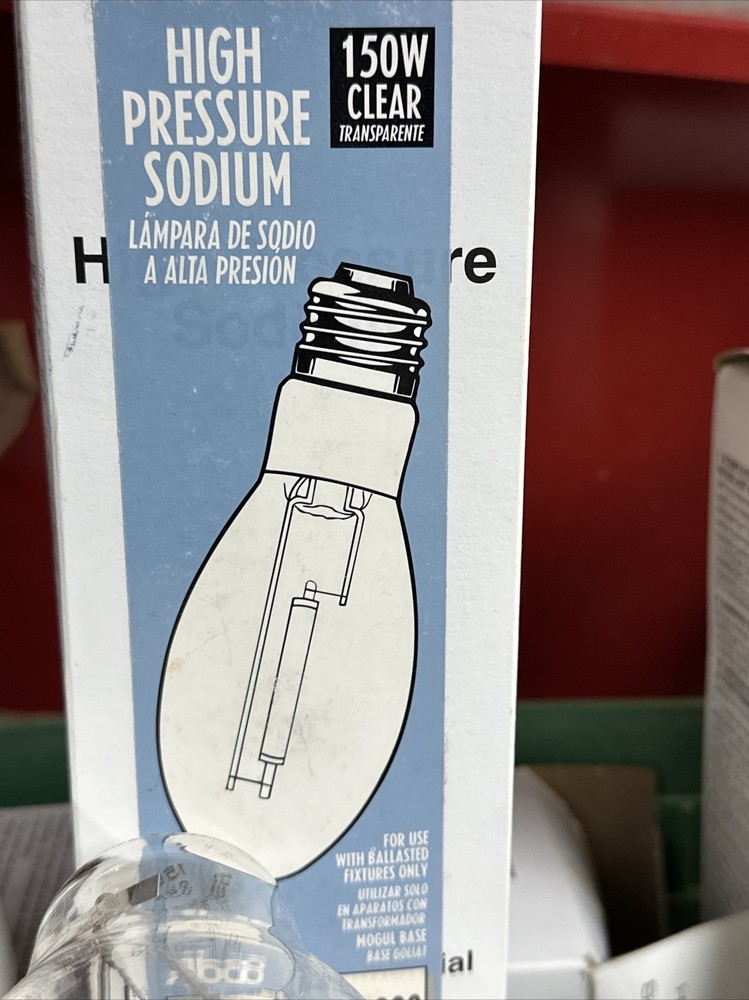 HIGH
PRESSURE
SODIUM
150W
CLEAR
TRANSPARENTE
LÁMPARA DE SODIO
A ALTA PRESIÓN
FOR USE
WITH BALLASTED
FIXTURES ONLY
UTILIZAR SOLO
EN APARATOS CON
TRANSFORMADOR
MOGUL BASE
BASE GOLIAT